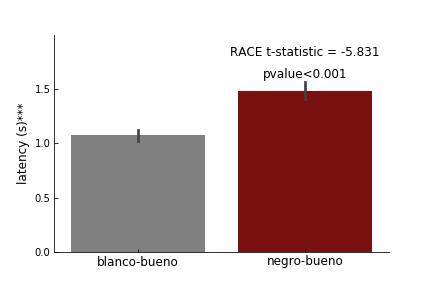 RACE t-statistic = -5.831
pvalue<0.001
latency (s)***
1.5
1.0
0.5
0.0
blanco-bueno negro-bueno